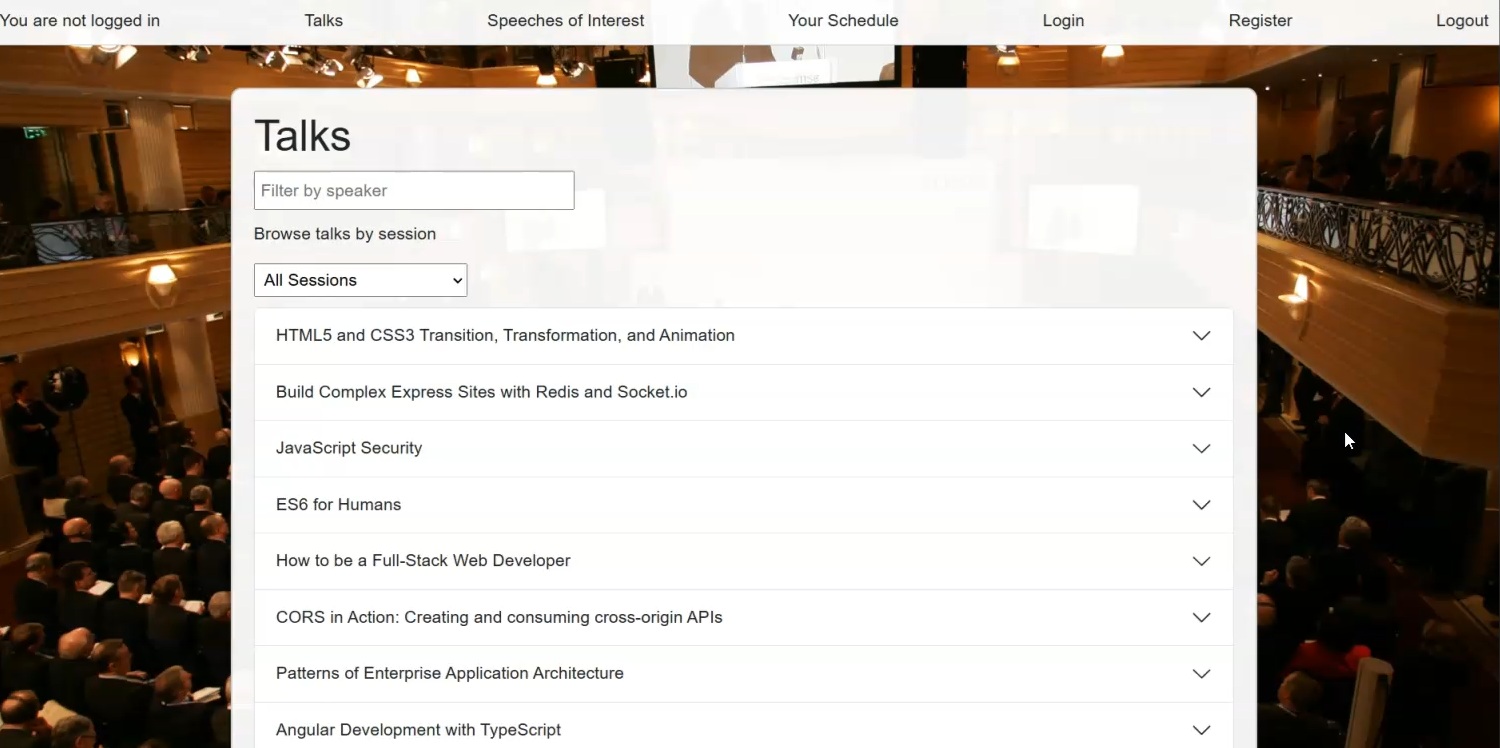 You are not logged in Talks Speeches of Interest Your Schedule Login Register Logout
Talks
Filter by speaker
Browse talks by session
All Sessions
HTML5 and CSS3 Transition, Transformation, and Animation
Build Complex Express Sites with Redis and Socket.io
JavaScript Security
ES6 for Humans
How to be a Full-Stack Web Developer
CORS in Action: Creating and consuming cross-origin APIs
Patterns of Enterprise Application Architecture
Angular Development with TypeScript